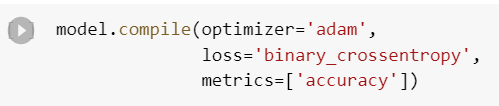 model.compile(optimizer='adam',
loss='binary_crossentropy',
metrics=['accuracy'])